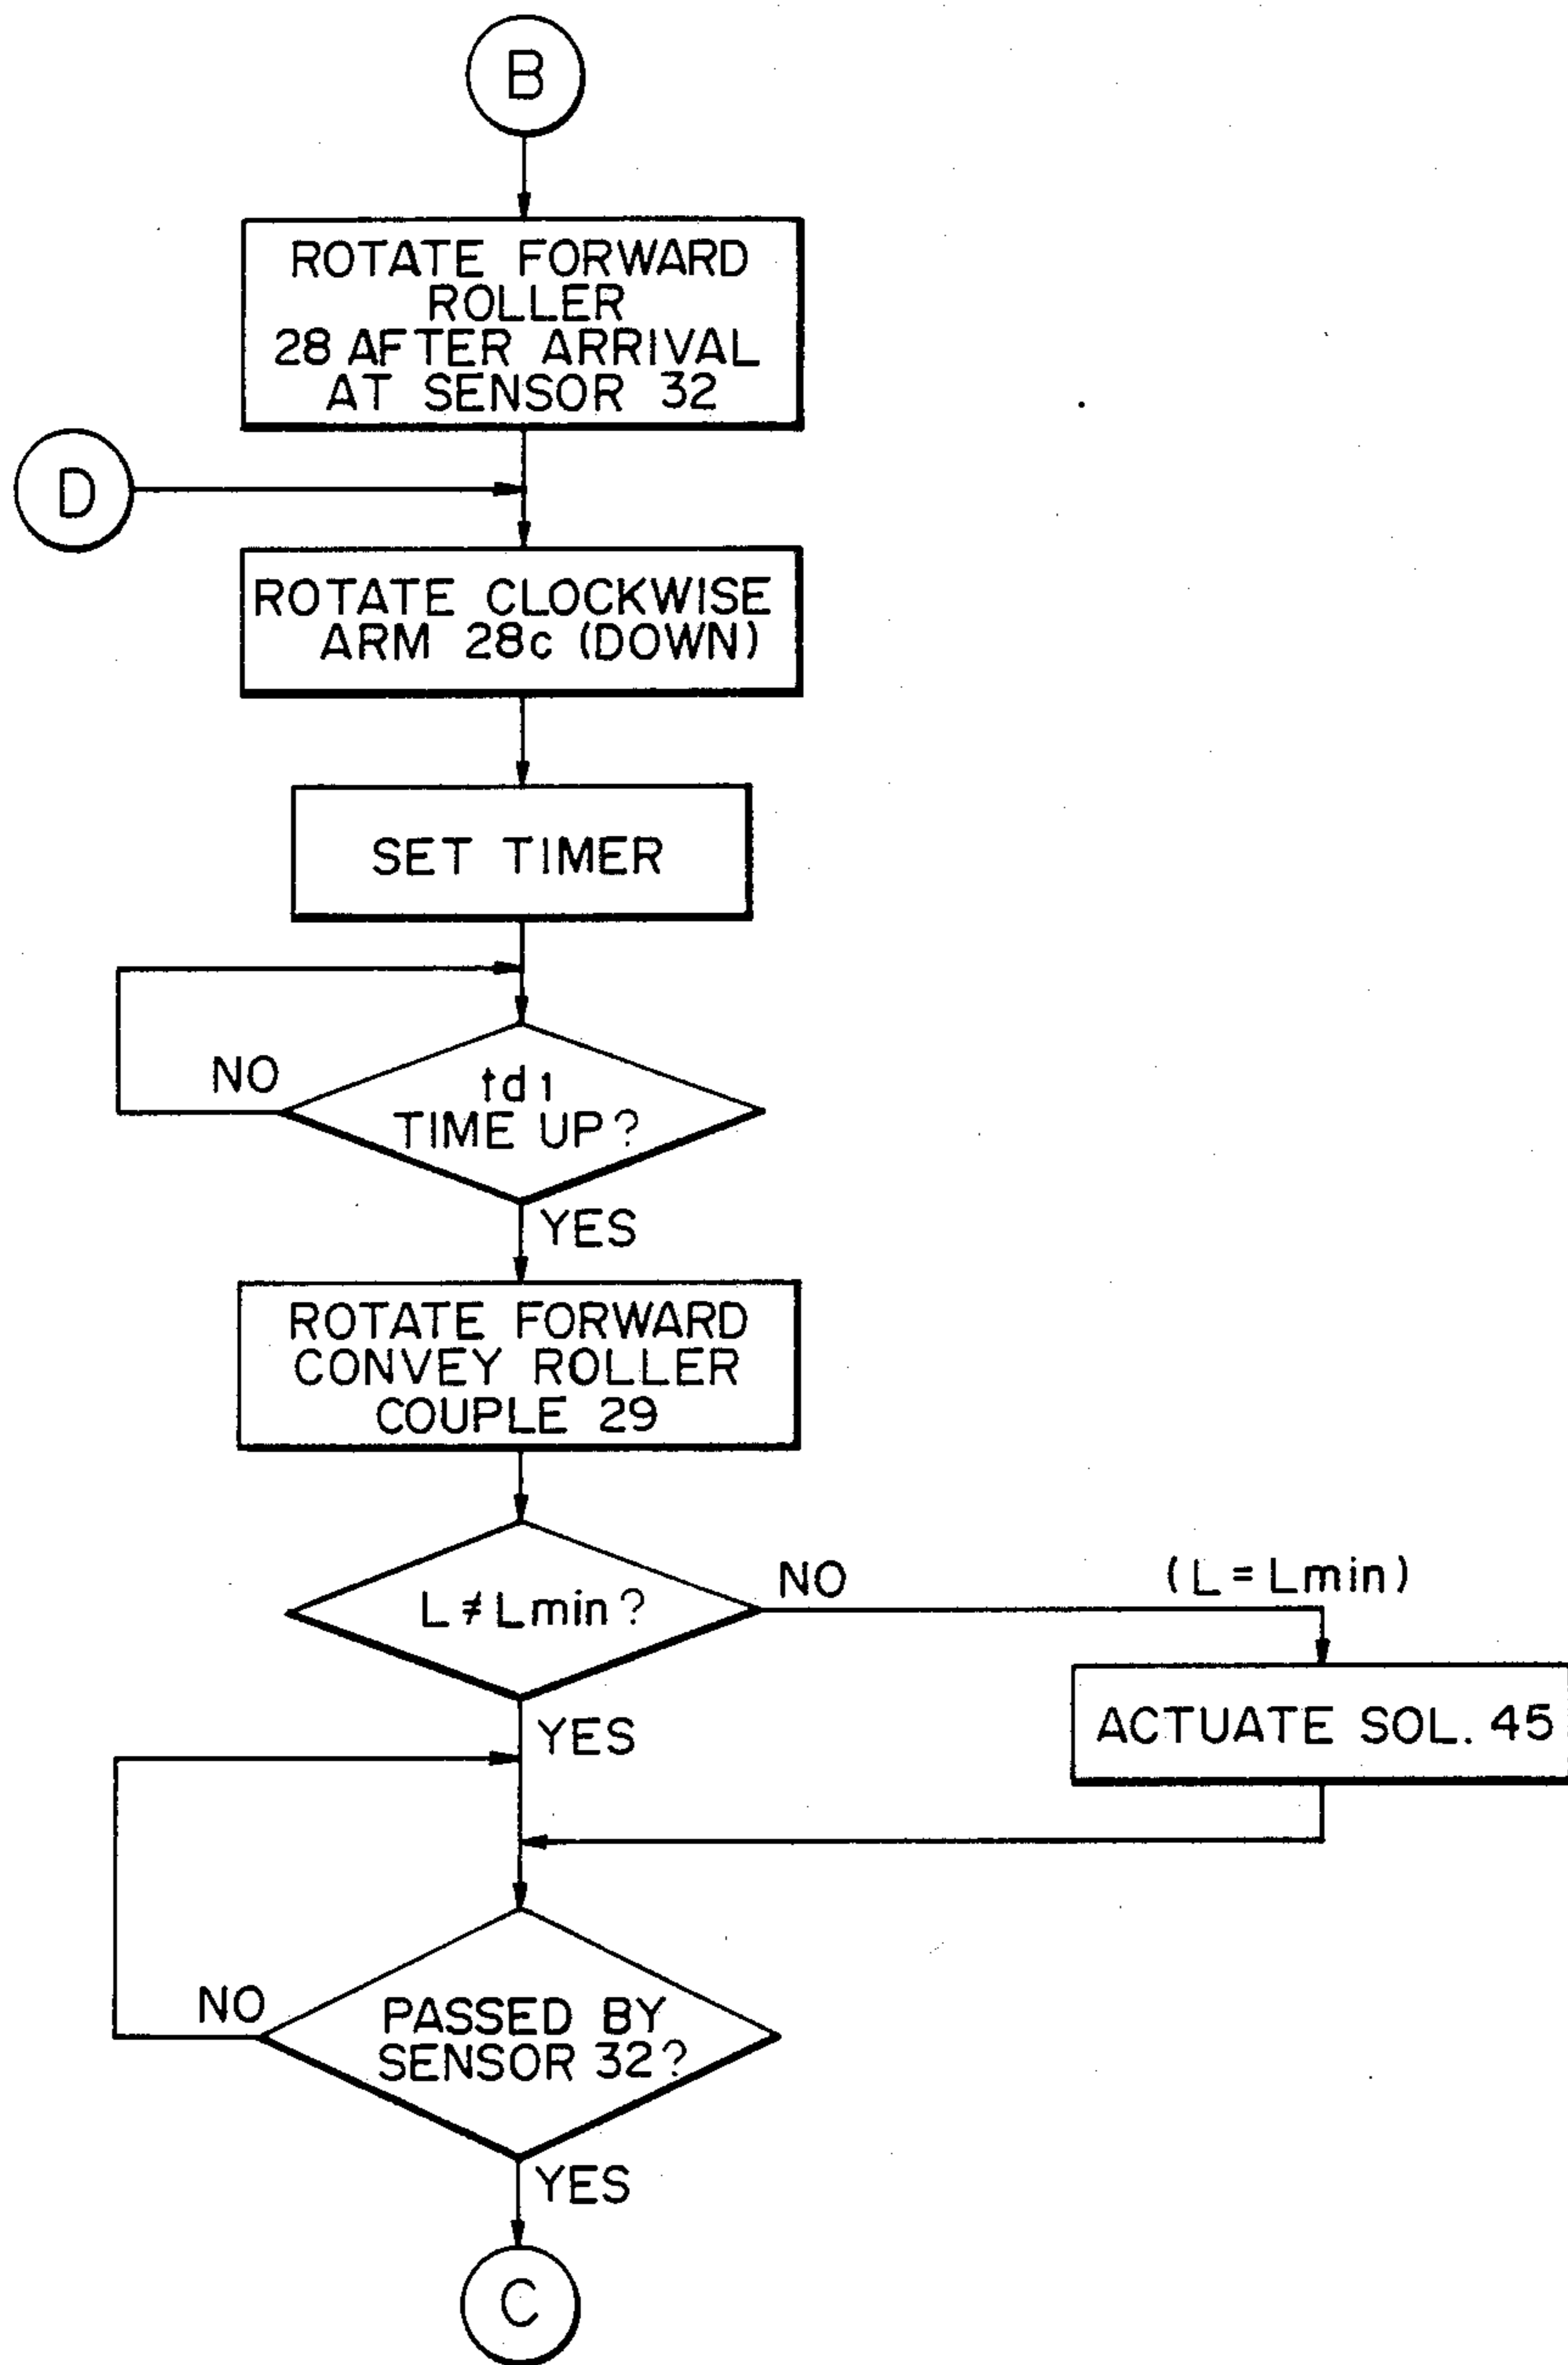 B
ROTATE FORWARD
ROLLER
28 AFTER ARRIVAL
AT SENSOR 32
D
ROTATE CLOCKWISE
ARM 28c (DOWN)
SET TIMER
NO
td1
TIME UP?
YES
ROTATE FORWARD
CONVEY ROLLER
COUPLE 29
L≠Lmin?
NO
(L=Lmin)
YES
ACTUATE SOL. 45
NO
PASSED BY
SENSOR 32?
YES
C